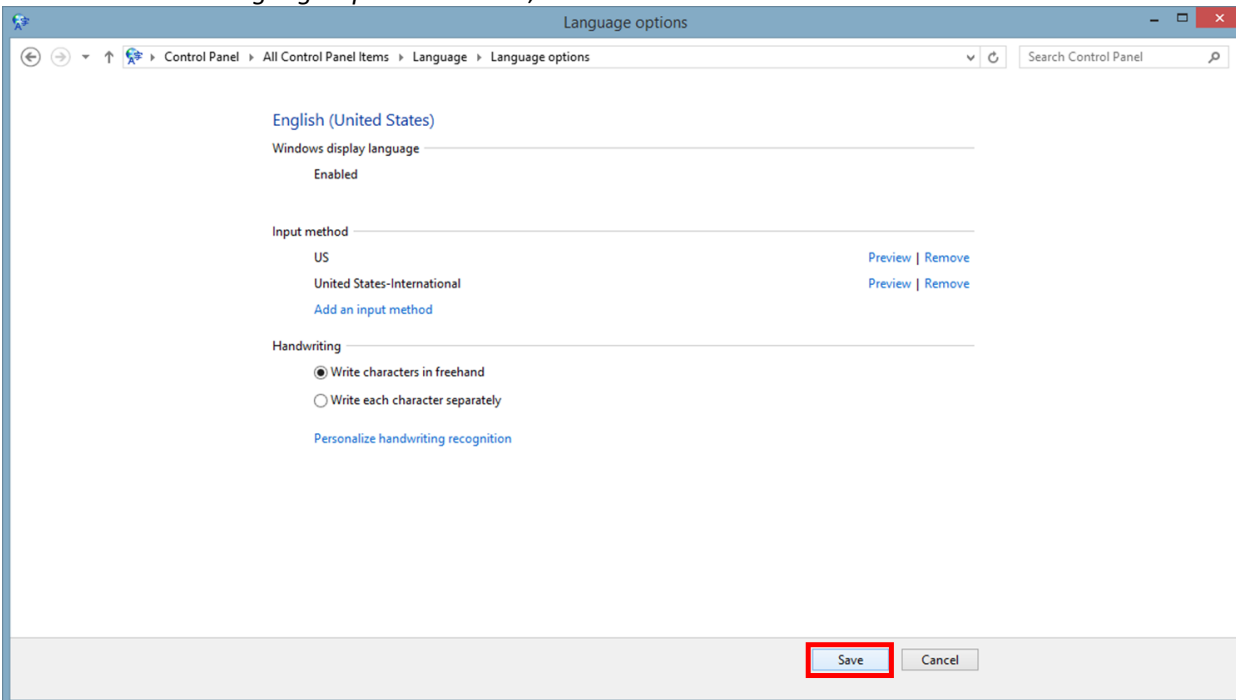 Language options
Control Panel All Control Panel Items Language Language options Search Control Panel
English (United States)
Windows display language
Enabled
Input method
US Preview | Remove
United States-International Preview | Remove
Add an input method
Handwriting
Write characters in freehand
Write each character separately
Personalize handwriting recognition
Save Cancel